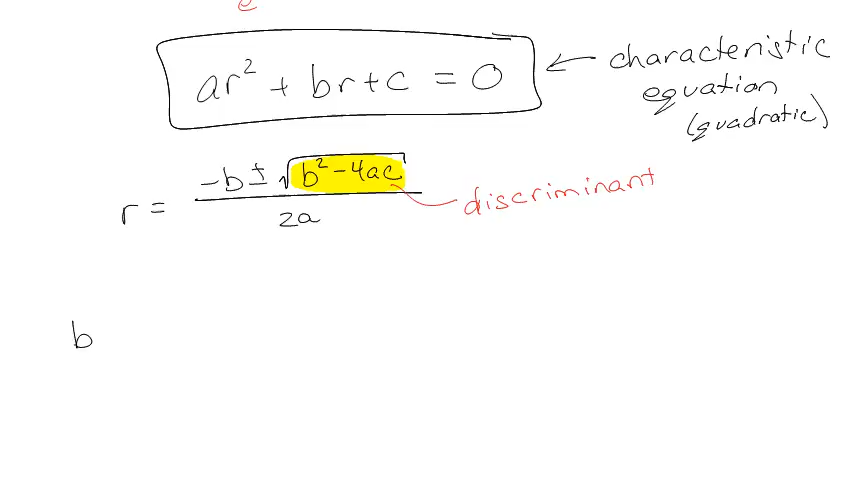 e
ar² + br + c = 0 ← characteristic
equation
(quadratic)
r = (-b ± √(b² - 4ac)) / 2a
discriminant
b